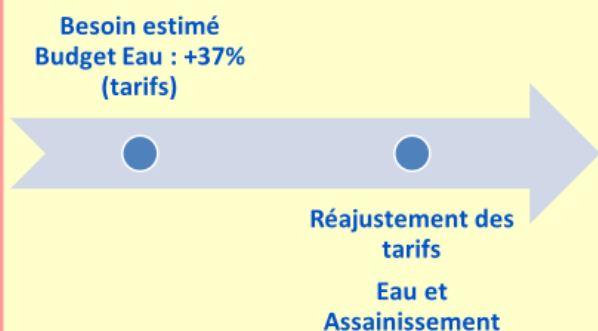 Besoin estimé
Budget Eau : +37%
(tarifs)
Réajustement des
tarifs
Eau et
Assainissement